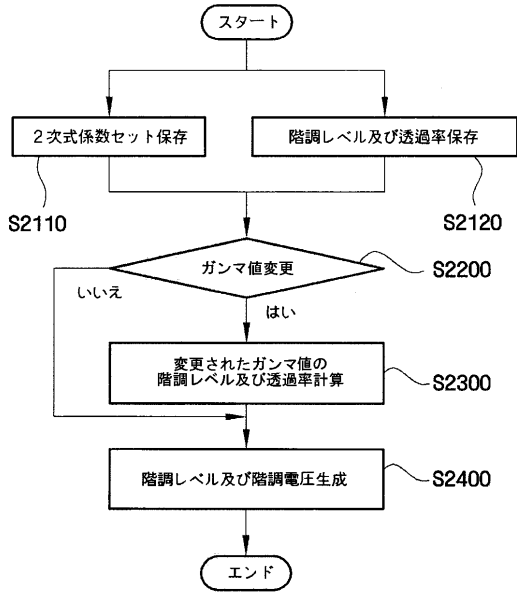 スタート
2次式係数セット保存
階調レベル及び透過率保存
S2110
S2120
ガンマ値変更
S2200
いいえ
はい
変更されたガンマ値の
階調レベル及び透過率計算
S2300
階調レベル及び階調電圧生成
S2400
エンド